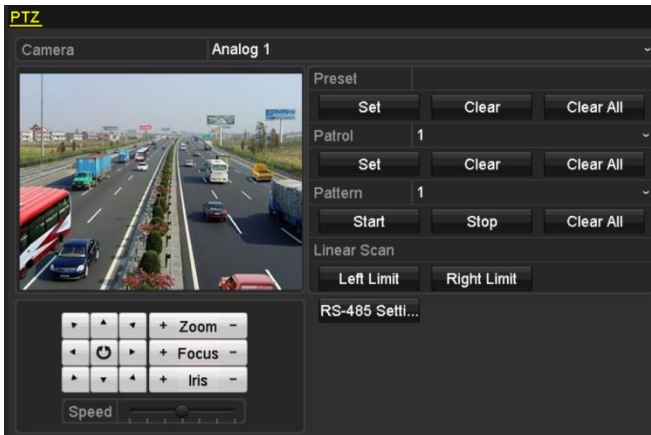 PTZ
Camera Analog 1
Preset
Set Clear Clear All
Patrol 1
Set Clear Clear All
Pattern 1
Start Stop Clear All
Linear Scan
Left Limit Right Limit
RS-485 Setti...
+ Zoom -
+ Focus -
+ Iris -
Speed